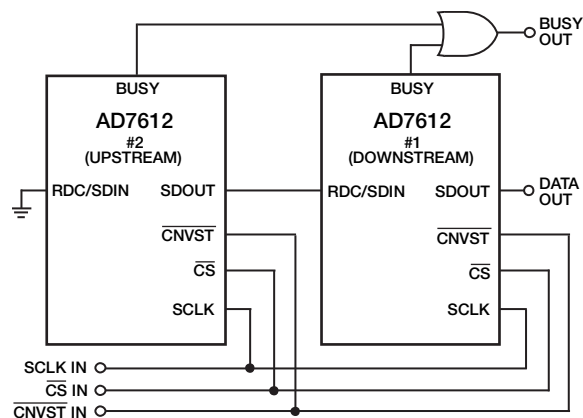 BUSY
OUT
BUSY
BUSY
AD7612
#2
(UPSTREAM)
AD7612
#1
(DOWNSTREAM)
RDC/SDIN
SDOUT
RDC/SDIN
SDOUT
DATA
OUT
CNVST
CNVST
CS
CS
SCLK
SCLK
SCLK IN
CS IN
CNVST IN